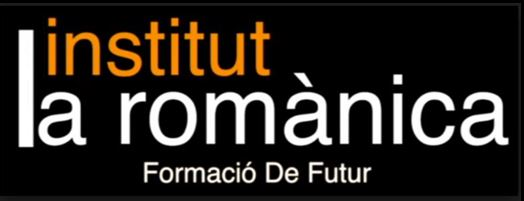 institut
la romànica
Formació De Futur